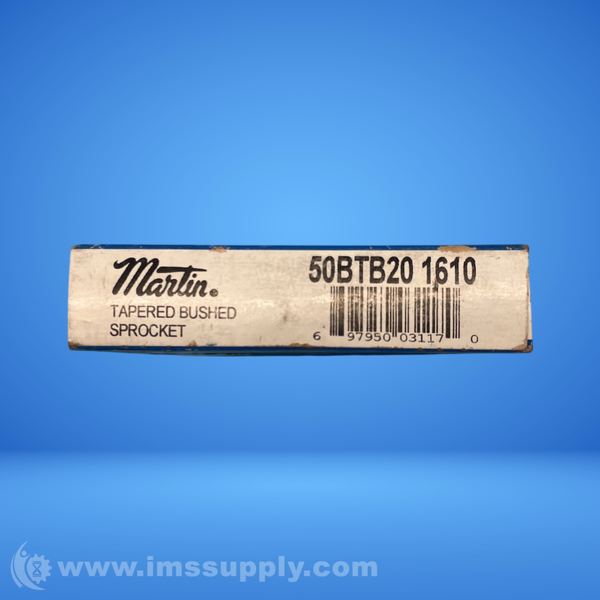 Martin®
TAPERED BUSHED
SPROCKET
50BTB20 1610
6 97950 03117 0
www.imssupply.com